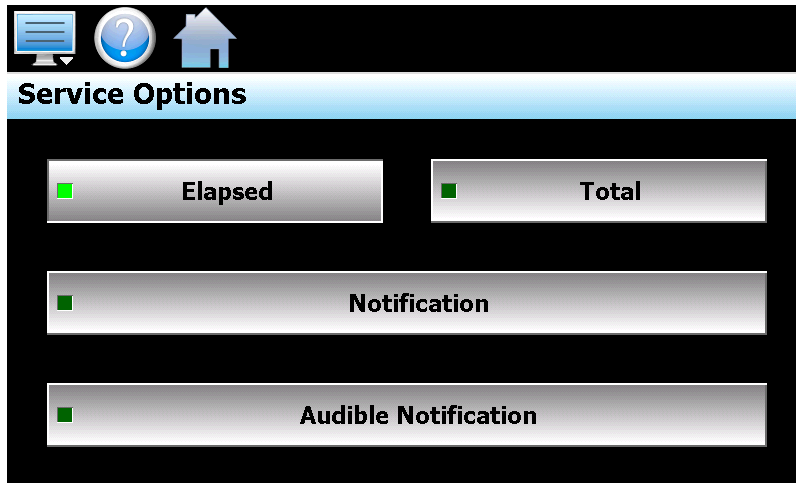 ?
Service Options
Elapsed
Total
Notification
Audible Notification